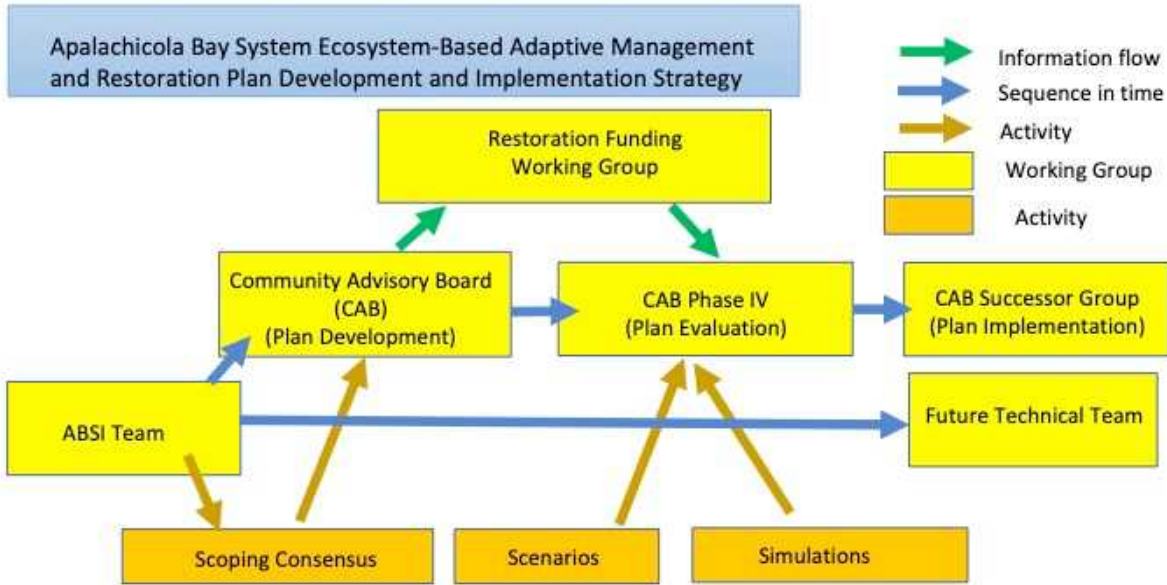 Apalachicola Bay System Ecosystem-Based Adaptive Management
and Restoration Plan Development and Implementation Strategy
Information flow
Sequence in time
Activity
Working Group
Activity
Restoration Funding
Working Group
Community Advisory Board
(CAB)
(Plan Development)
CAB Phase IV
(Plan Evaluation)
CAB Successor Group
(Plan Implementation)
ABSI Team
Future Technical Team
Scoping Consensus
Scenarios
Simulations